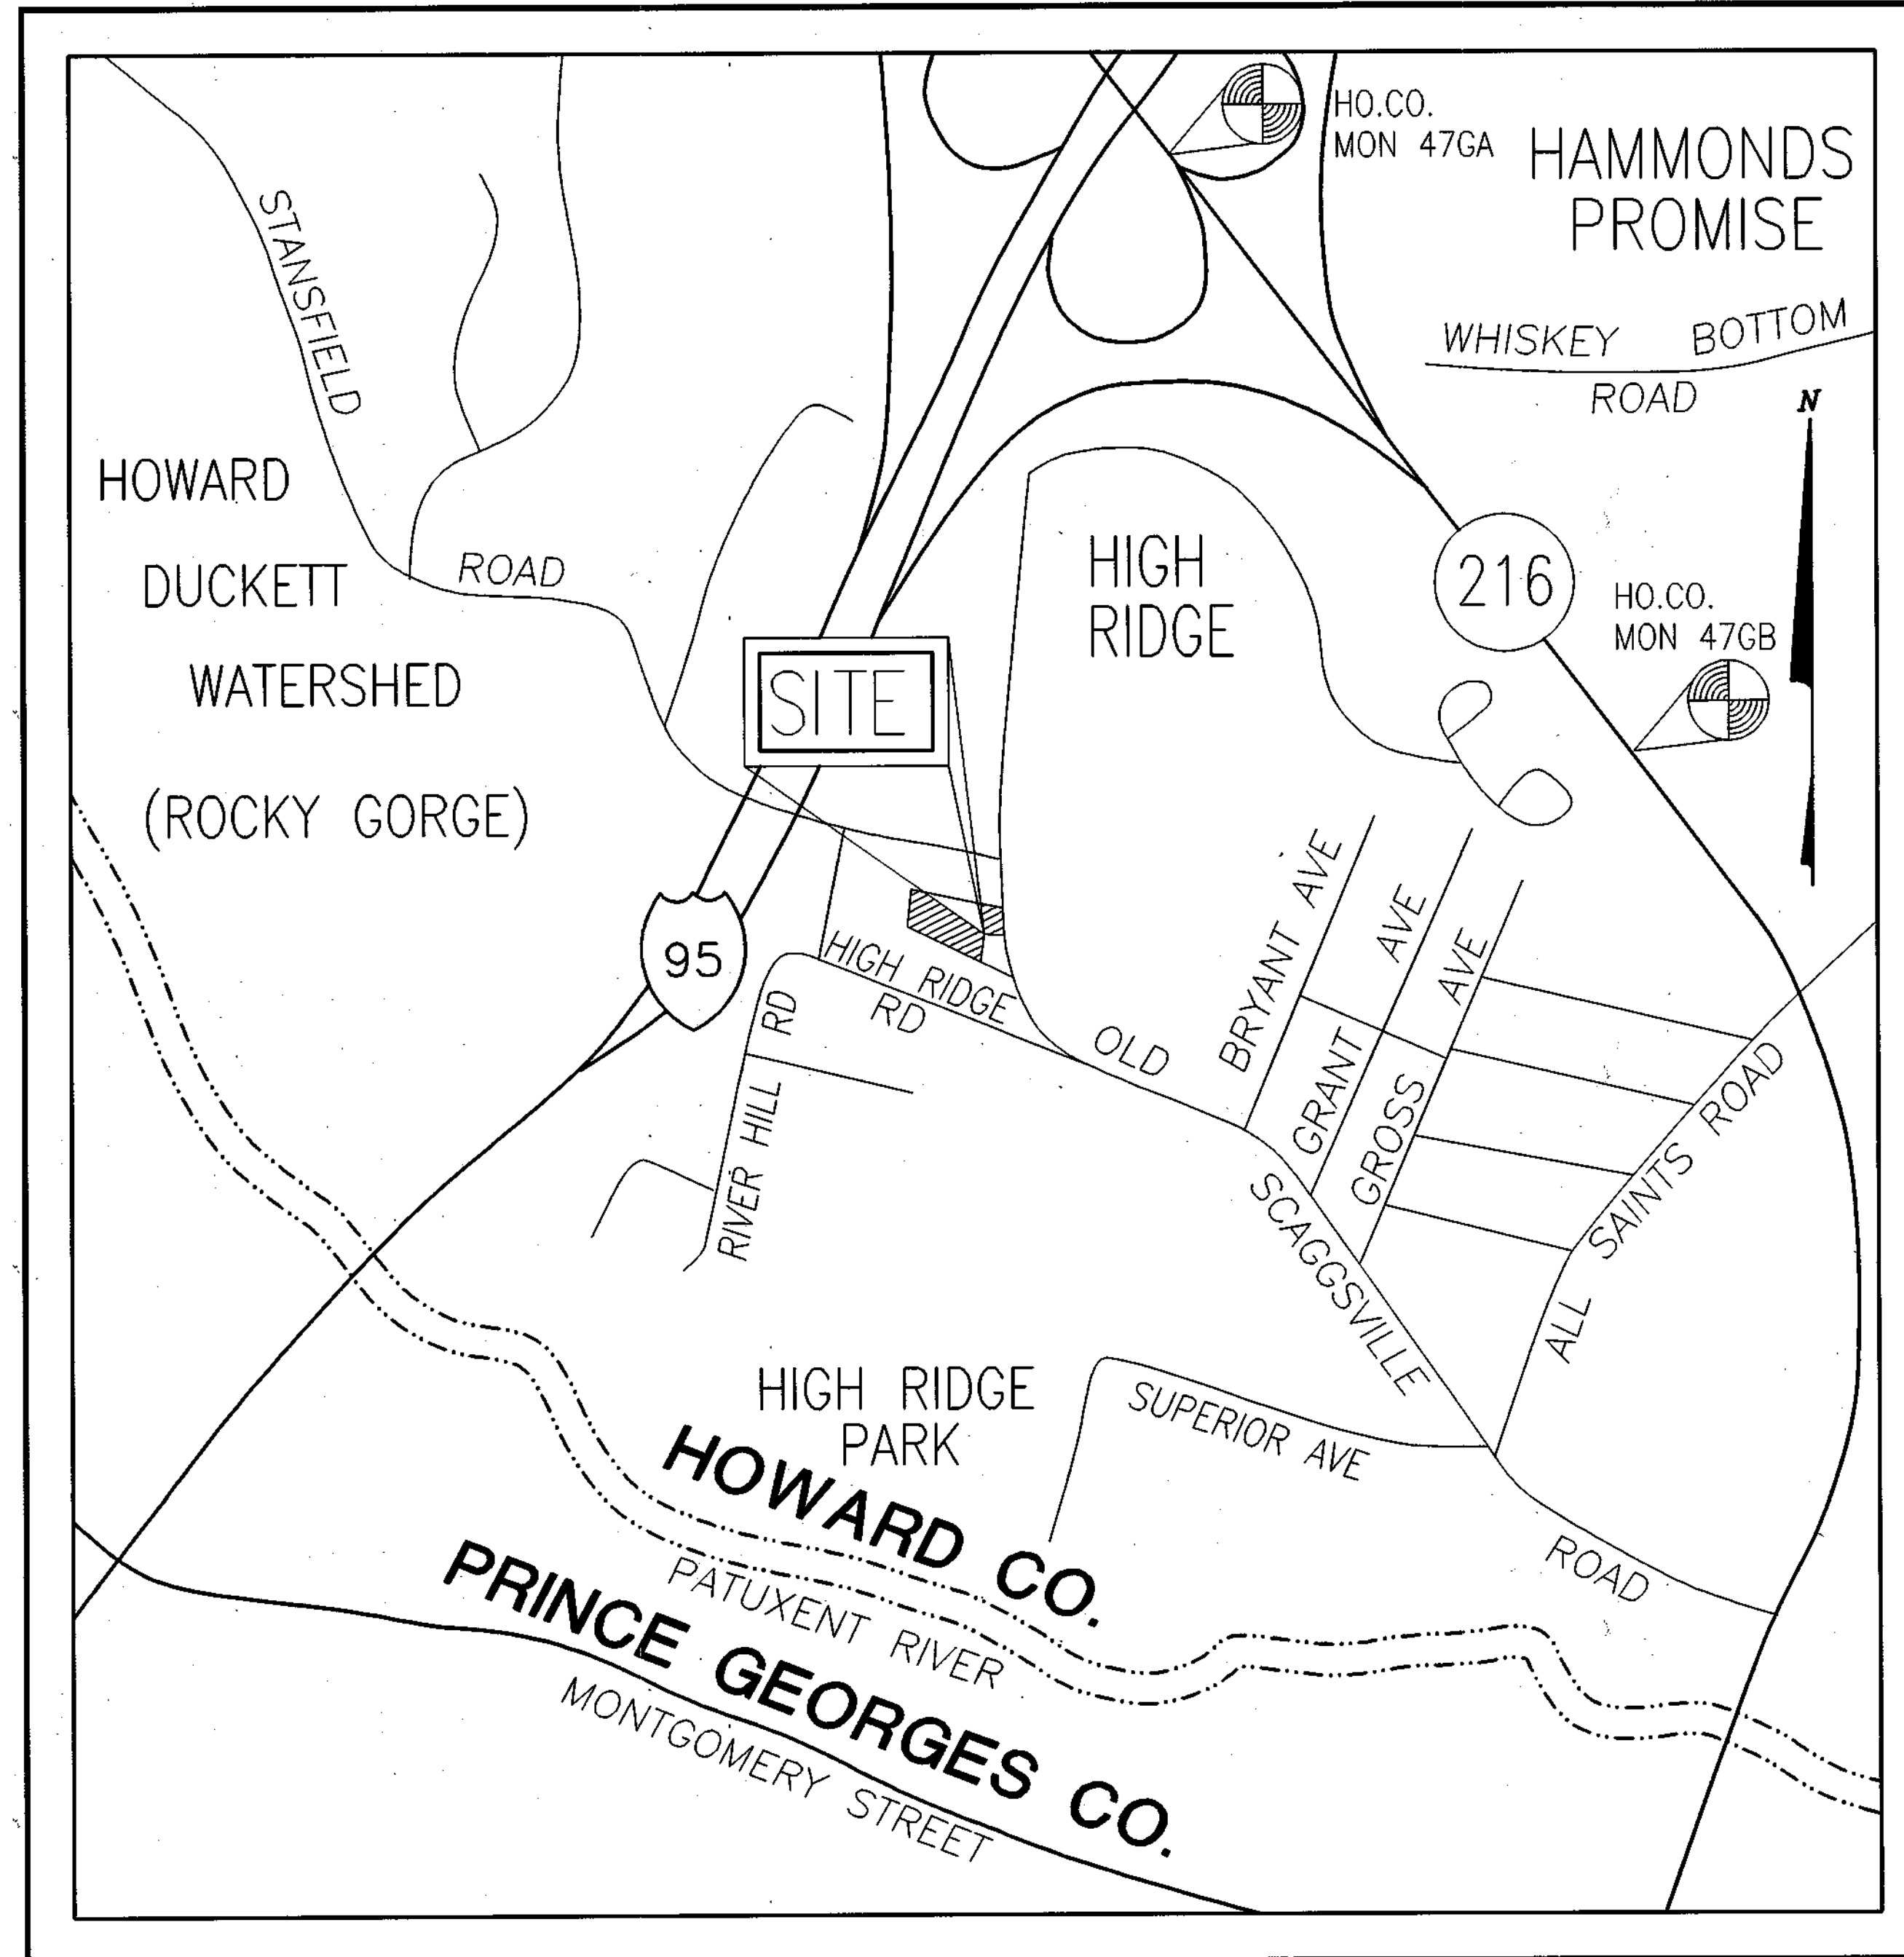 HO.CO.
MON 47GA
HAMMONDS
PROMISE
STANSFIELD
ROAD
WHISKEY BOTTOM
ROAD
N
HOWARD
DUCKETT
WATERSHED
(ROCKY GORGE)
HIGH
RIDGE
216
HO.CO.
MON 47GB
SITE
95
HIGH RIDGE
RD
RIVER HILL RD
OLD
SCAGGSVILLE
ROAD
BRYANT AVE
GRANT AVE
GROSS AVE
ALL SAINTS ROAD
SUPERIOR AVE
HIGH RIDGE
PARK
HOWARD CO.
PATUXENT RIVER
PRINCE GEORGES CO.
MONTGOMERY STREET